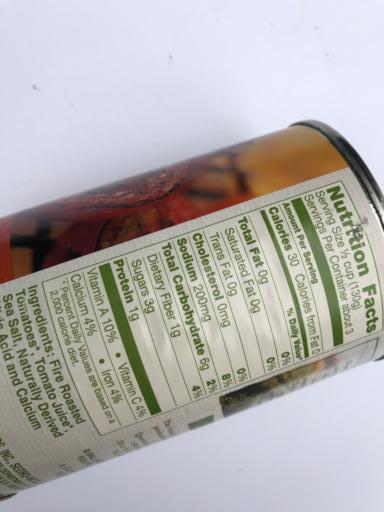 Nutrition Facts
Serving Size ½ cup (130g)
Servings Per Container about 3
Amount Per Serving
Calories 30 Calories from Fat 0
% Daily Value*
Total Fat 0g 0%
Saturated Fat 0g 0%
Trans Fat 0g
Cholesterol 0mg 0%
Sodium 200mg 8%
Total Carbohydrate 6g 2%
Dietary Fiber 1g 4%
Sugars 3g
Protein 1g
Vitamin A 10% • Vitamin C 4%
Calcium 4% • Iron 4%
* Percent Daily Values are based on a
2,000 calorie diet.
Ingredients: Fire Roasted
Tomatoes*, Tomato Juice*,
Sea Salt, Naturally Derived
Acid and Calcium